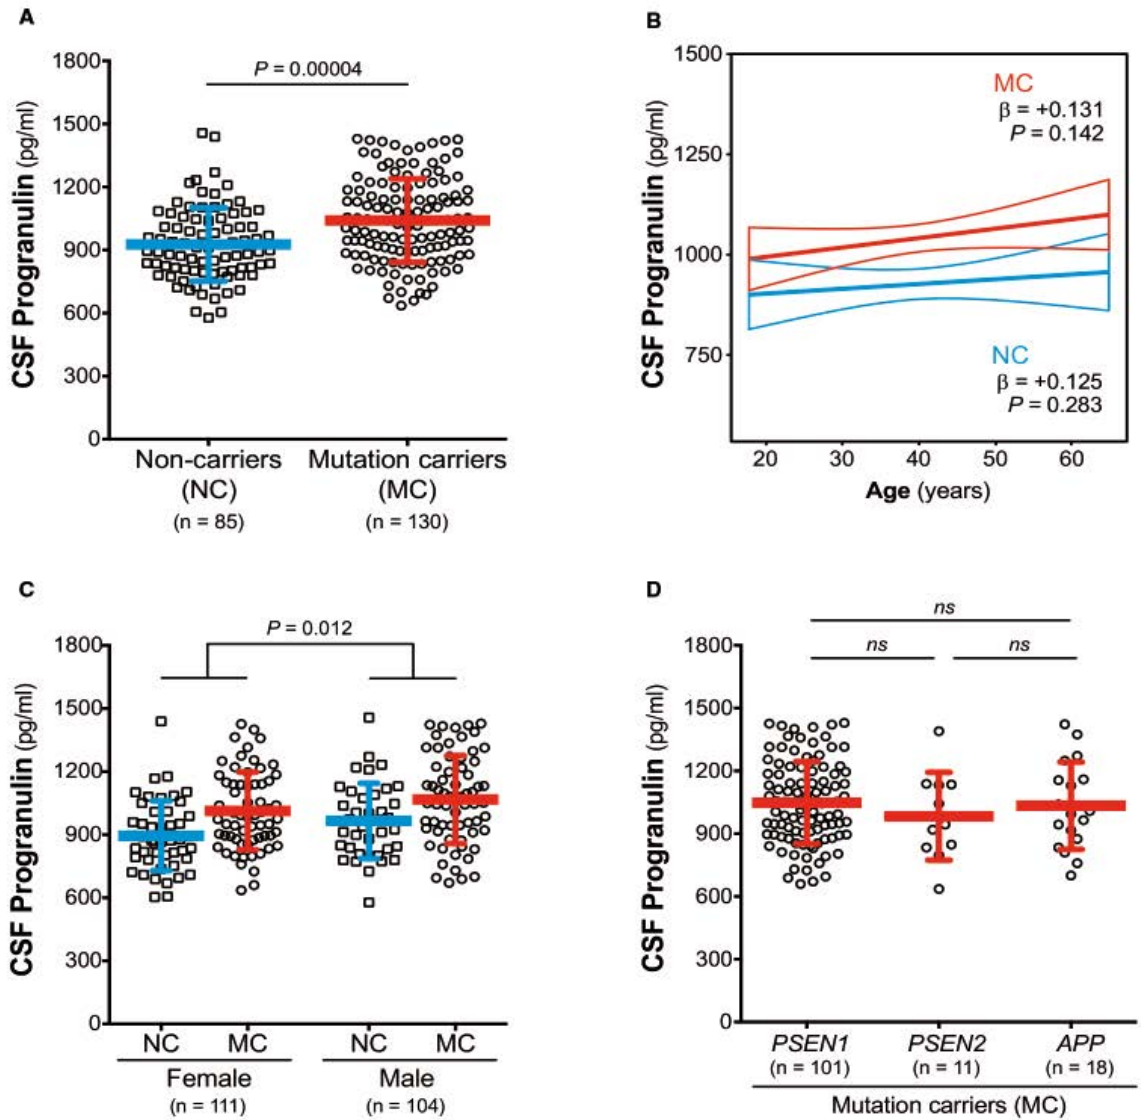 A
CSF Progranulin (pg/ml)
1800
1500
1200
900
600
300
0
P = 0.00004
Non-carriers
(NC)
(n = 85)
Mutation carriers
(MC)
(n = 130)
B
CSF Progranulin (pg/ml)
1500
1250
1000
750
MC
β = +0.131
P = 0.142
NC
β = +0.125
P = 0.283
20 30 40 50 60
Age (years)
C
CSF Progranulin (pg/ml)
1800
1500
1200
900
600
300
0
P = 0.012
NC MC NC MC
Female
(n = 111)
Male
(n = 104)
D
CSF Progranulin (pg/ml)
1800
1500
1200
900
600
300
0
ns
ns ns
PSEN1 PSEN2 APP
(n = 101) (n = 11) (n = 18)
Mutation carriers (MC)